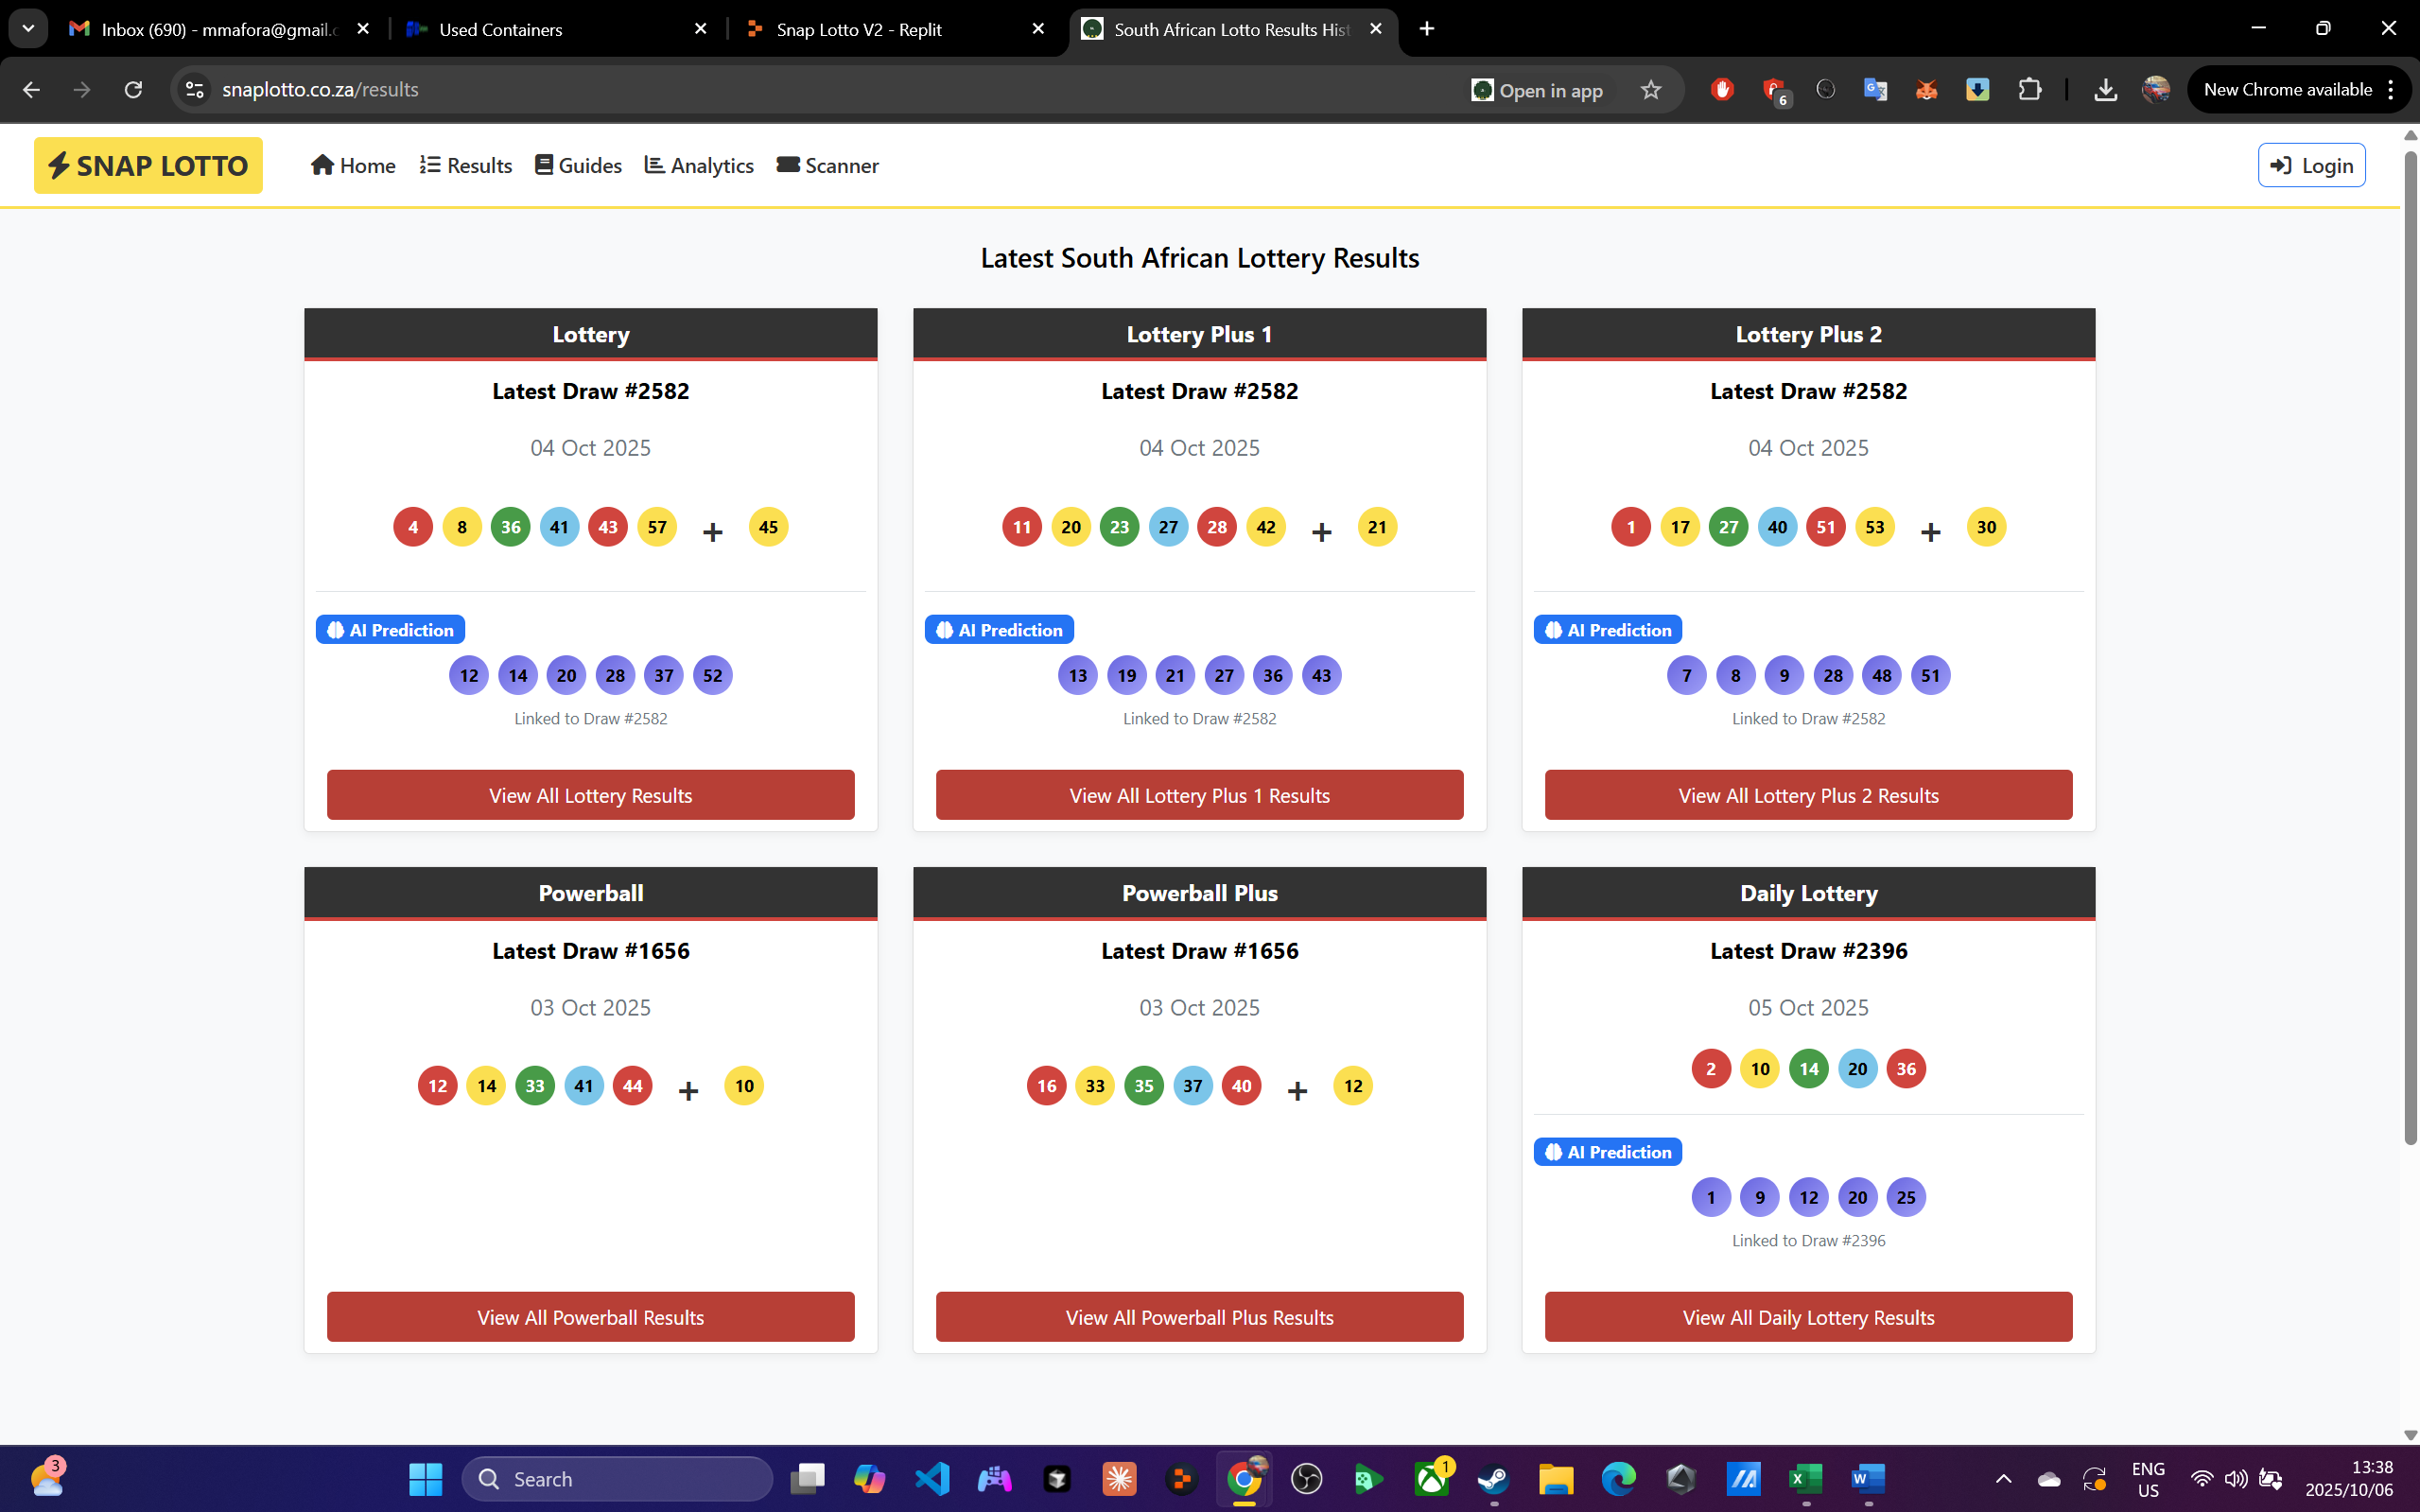 Inbox (690) - mmafora@gmail.c
Used Containers
Snap Lotto V2 - Replit
South African Lotto Results Hist
snaplotto.co.za/results
Open in app
6
New Chrome available
SNAP LOTTO
Home
Results
Guides
Analytics
Scanner
Login
Latest South African Lottery Results
Lottery
Latest Draw #2582
04 Oct 2025
4 8 36 41 43 57 + 45
AI Prediction
12 14 20 28 37 52
Linked to Draw #2582
View All Lottery Results
Lottery Plus 1
Latest Draw #2582
04 Oct 2025
11 20 23 27 28 42 + 21
AI Prediction
13 19 21 27 36 43
Linked to Draw #2582
View All Lottery Plus 1 Results
Lottery Plus 2
Latest Draw #2582
04 Oct 2025
1 17 27 40 51 53 + 30
AI Prediction
7 8 9 28 48 51
Linked to Draw #2582
View All Lottery Plus 2 Results
Powerball
Latest Draw #1656
03 Oct 2025
12 14 33 41 44 + 10
View All Powerball Results
Powerball Plus
Latest Draw #1656
03 Oct 2025
16 33 35 37 40 + 12
View All Powerball Plus Results
Daily Lottery
Latest Draw #2396
05 Oct 2025
2 10 14 20 36
AI Prediction
1 9 12 20 25
Linked to Draw #2396
View All Daily Lottery Results
3
Search
1
ENG
US
13:38
2025/10/06